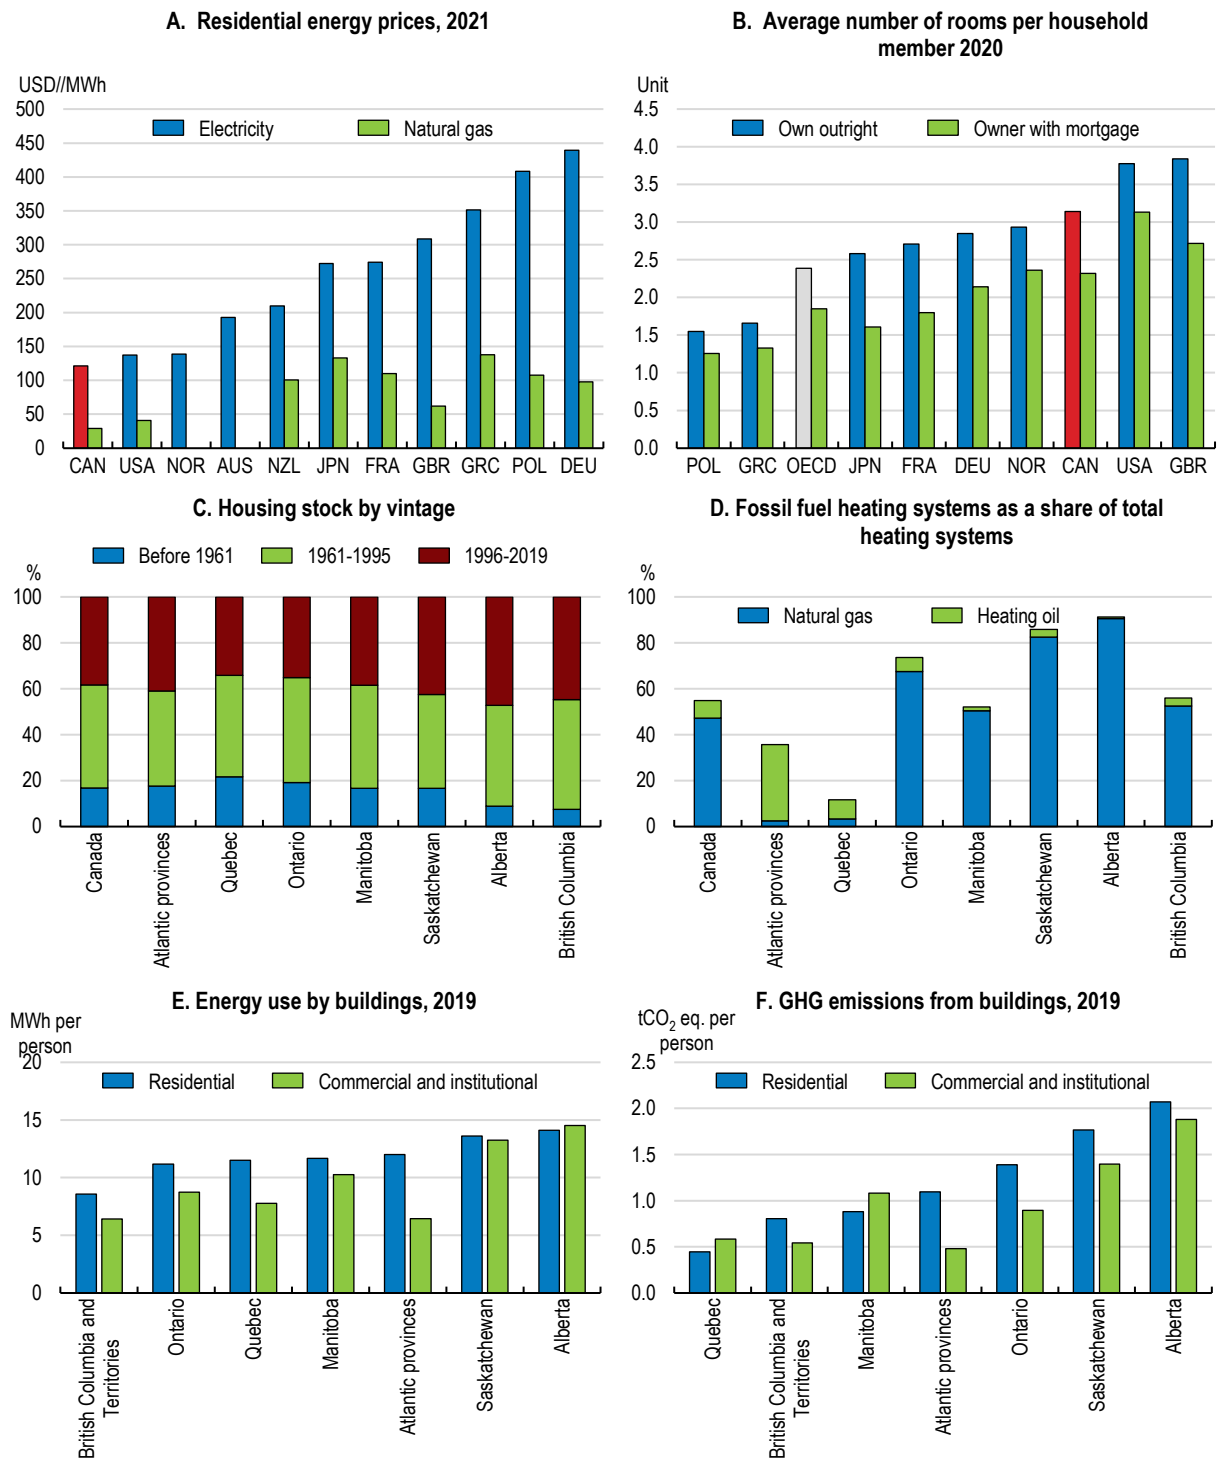 A. Residential energy prices, 2021
USD//MWh
500
450
400
350
300
250
200
150
100
50
0
Electricity
Natural gas
CAN USA NOR AUS NZL JPN FRA GBR GRC POL DEU
B. Average number of rooms per household
member 2020
Unit
4.5
4.0
3.5
3.0
2.5
2.0
1.5
1.0
0.5
0.0
Own outright
Owner with mortgage
POL GRC OECD JPN FRA DEU NOR CAN USA GBR
C. Housing stock by vintage
Before 1961
1961-1995
1996-2019
%
100
80
60
40
20
0
Canada
Atlantic provinces
Quebec
Ontario
Manitoba
Saskatchewan
Alberta
British Columbia
D. Fossil fuel heating systems as a share of total
heating systems
%
100
80
60
40
20
0
Natural gas
Heating oil
Canada
Atlantic provinces
Quebec
Ontario
Manitoba
Saskatchewan
Alberta
British Columbia
E. Energy use by buildings, 2019
MWh per
person
20
15
10
5
0
Residential
Commercial and institutional
British Columbia and
Territories
Ontario
Quebec
Manitoba
Atlantic provinces
Saskatchewan
Alberta
F. GHG emissions from buildings, 2019
tCO2 eq. per
person
2.5
2.0
1.5
1.0
0.5
0.0
Residential
Commercial and institutional
Quebec
British Columbia and
Territories
Manitoba
Atlantic provinces
Ontario
Saskatchewan
Alberta